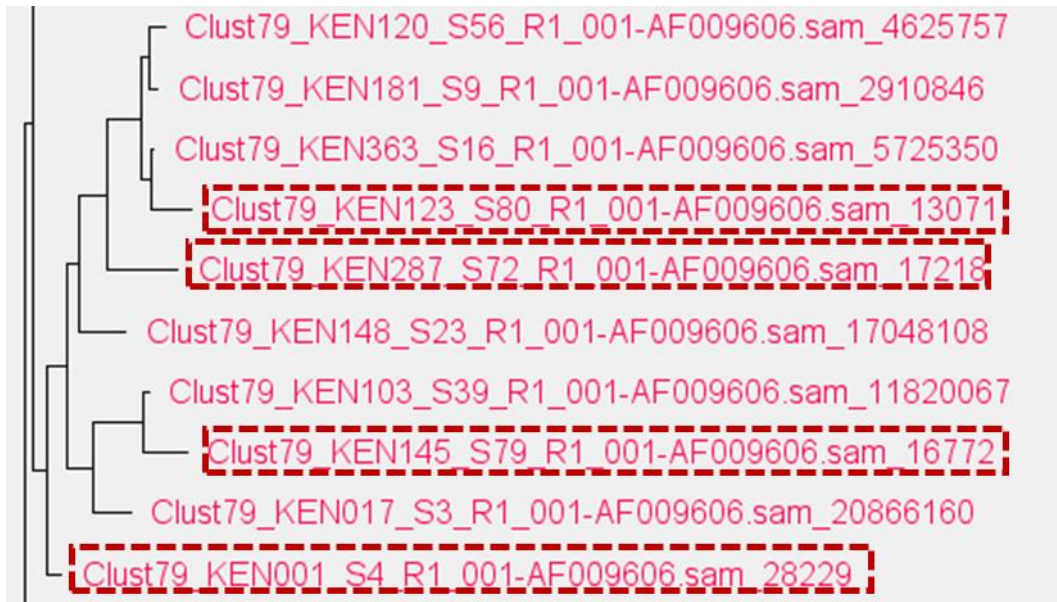 Clust79_KEN120_S56_R1_001-AF009606.sam_4625757
Clust79_KEN181_S9_R1_001-AF009606.sam_2910846
Clust79_KEN363_S16_R1_001-AF009606.sam_5725350
Clust79_KEN123_S80_R1_001-AF009606.sam_13071
Clust79_KEN287_S72_R1_001-AF009606.sam_17218
Clust79_KEN148_S23_R1_001-AF009606.sam_17048108
Clust79_KEN103_S39_R1_001-AF009606.sam_11820067
Clust79_KEN145_S79_R1_001-AF009606.sam_16772
Clust79_KEN017_S3_R1_001-AF009606.sam_20866160
Clust79_KEN001_S4_R1_001-AF009606.sam_28229